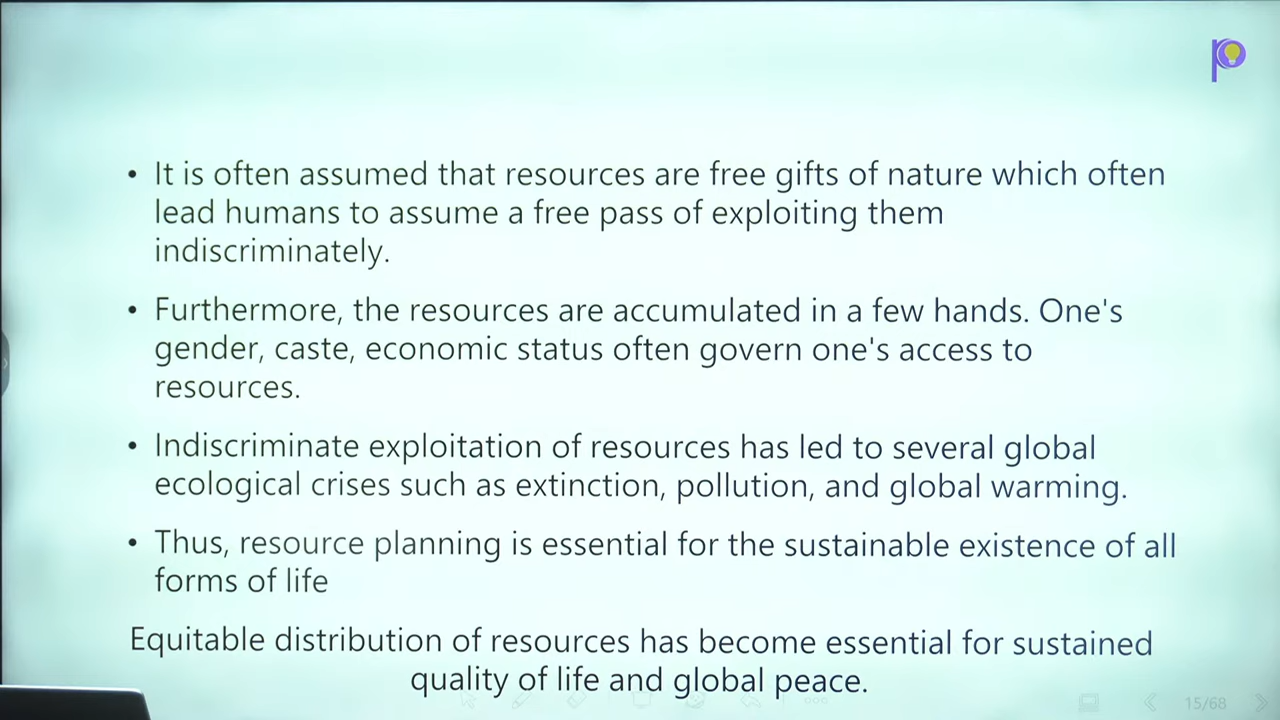 • It is often assumed that resources are free gifts of nature which often
lead humans to assume a free pass of exploiting them
indiscriminately.
• Furthermore, the resources are accumulated in a few hands. One's
gender, caste, economic status often govern one's access to
resources.
• Indiscriminate exploitation of resources has led to several global
ecological crises such as extinction, pollution, and global warming.
• Thus, resource planning is essential for the sustainable existence of all
forms of life
Equitable distribution of resources has become essential for sustained
quality of life and global peace.
15/68